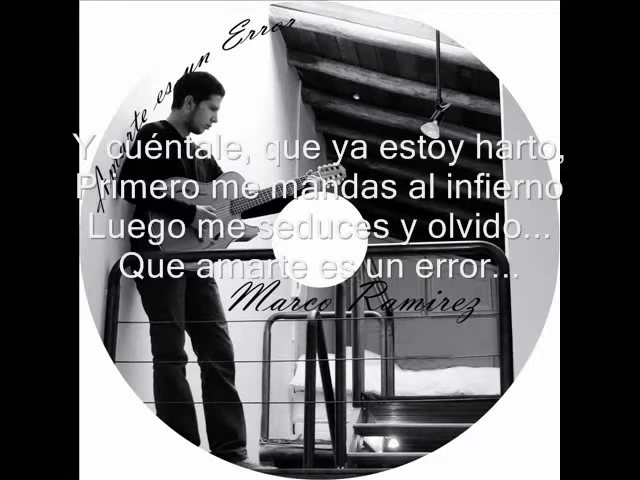 Amarte es un Error
Y cuéntale, que ya estoy harto,
Primero me mandas al infierno
Luego me seduces y olvido...
Que amarte es un error...
Marco Ramirez